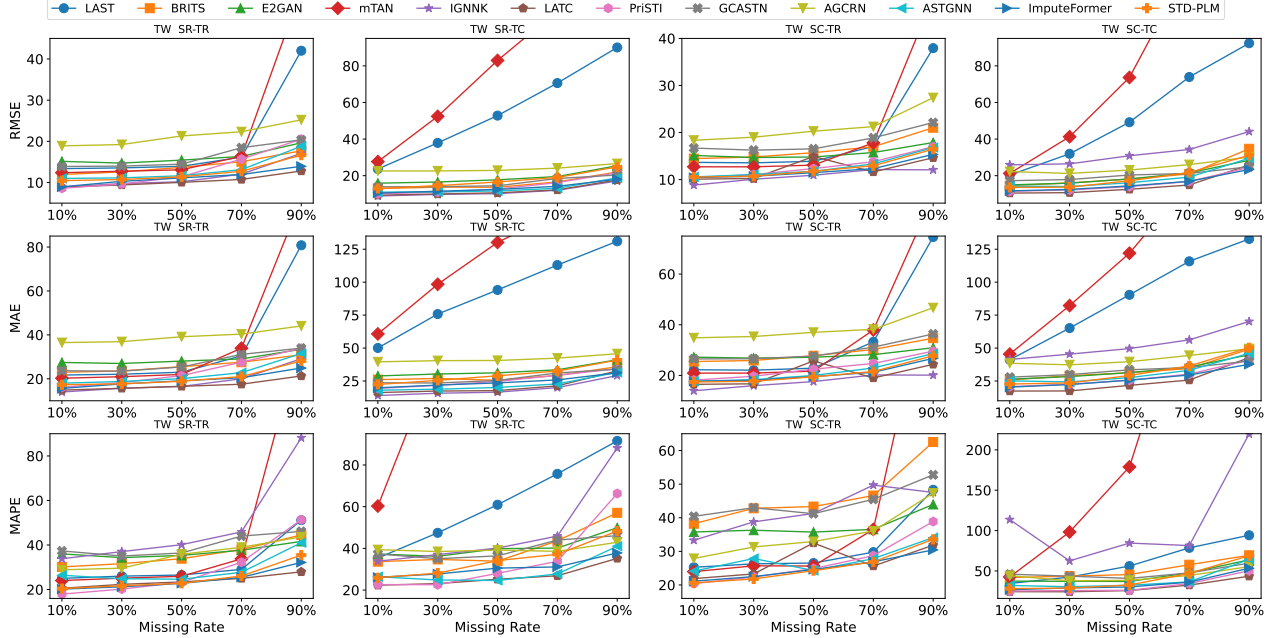 LAST BRITS E2GAN mTAN IGNNK LATC PriSTI GCASTN AGCRN ASTGNN ImputeFormer STD-PLM
TW SR-TR TW SR-TC TW SC-TR TW SC-TC
RMSE
40 30 20 10
80 60 40 20
40 30 20 10
80 60 40 20
10% 30% 50% 70% 90% 10% 30% 50% 70% 90% 10% 30% 50% 70% 90% 10% 30% 50% 70% 90%
TW SR-TR TW SR-TC TW SC-TR TW SC-TC
MAE
80 60 40 20
125 100 75 50 25
60 40 20
125 100 75 50 25
10% 30% 50% 70% 90% 10% 30% 50% 70% 90% 10% 30% 50% 70% 90% 10% 30% 50% 70% 90%
TW SR-TR TW SR-TC TW SC-TR TW SC-TC
MAPE
80 60 40 20
80 60 40 20
60 50 40 30 20
200 150 100 50
10% 30% 50% 70% 90% 10% 30% 50% 70% 90% 10% 30% 50% 70% 90% 10% 30% 50% 70% 90%
Missing Rate Missing Rate Missing Rate Missing Rate